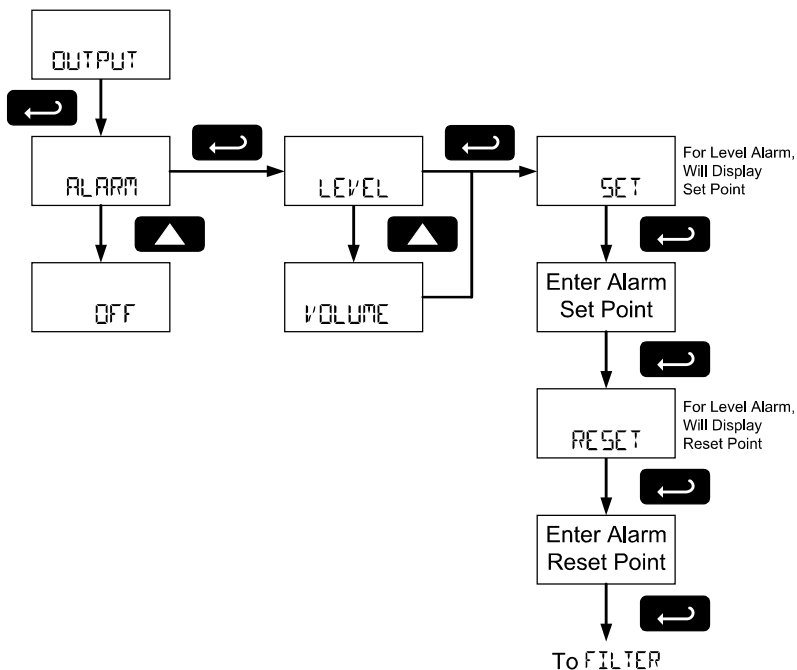 OUTPUT
ALARM
LEVEL
SET
For Level Alarm,
Will Display
Set Point
OFF
VOLUME
Enter Alarm
Set Point
RESET
For Level Alarm,
Will Display
Reset Point
Enter Alarm
Reset Point
To FILTER